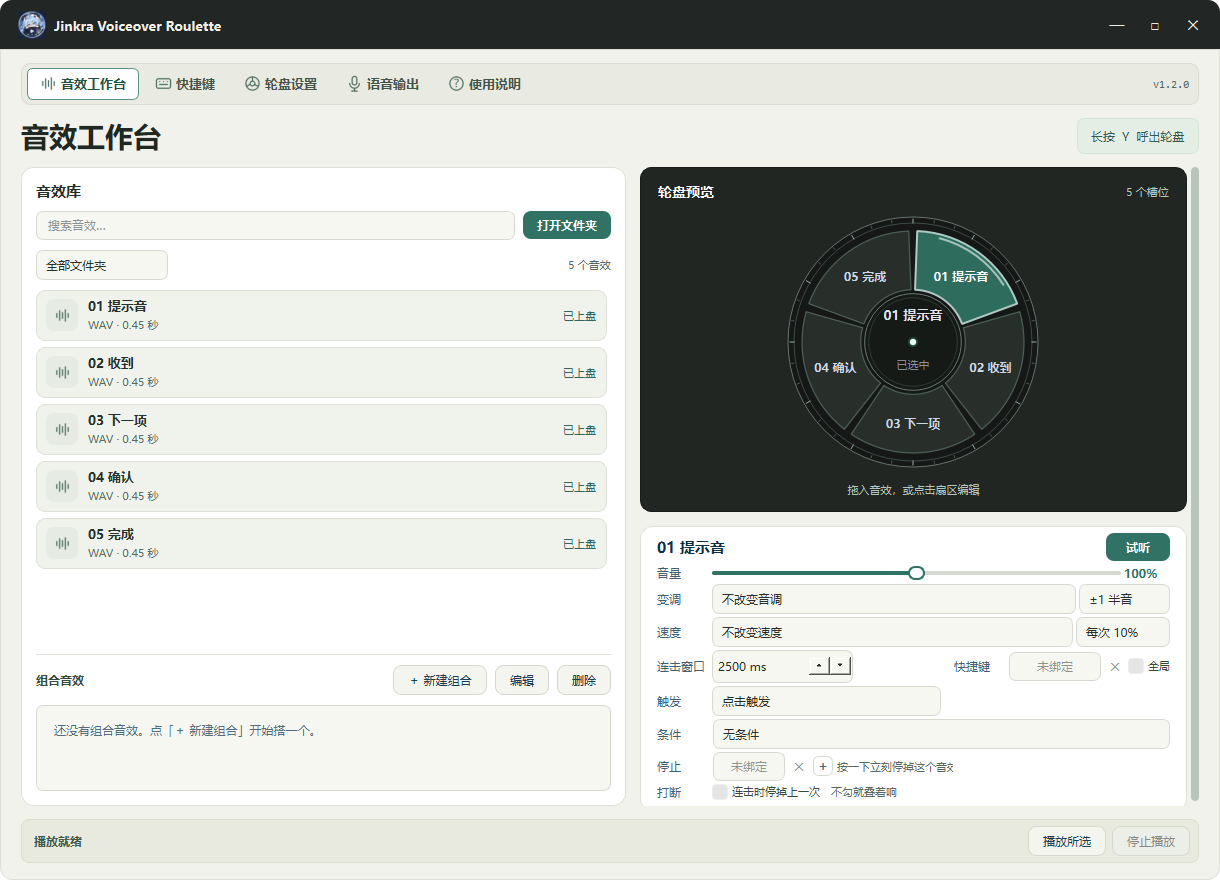 Jinkra Voiceover Roulette
音效工作台 快捷键 轮盘设置 语音输出 使用说明 v1.2.0
音效工作台
长按 Y 呼出轮盘
音效库
搜索音效... 打开文件夹
全部文件夹 5 个音效
01 提示音
WAV · 0.45 秒
已上盘
02 收到
WAV · 0.45 秒
已上盘
03 下一项
WAV · 0.45 秒
已上盘
04 确认
WAV · 0.45 秒
已上盘
05 完成
WAV · 0.45 秒
已上盘
组合音效 + 新建组合 编辑 删除
还没有组合音效。点「+ 新建组合」开始搭一个。
轮盘预览 5 个槽位
05 完成 01 提示音
01 提示音
已选中
04 确认 02 收到
03 下一项
拖入音效，或点击扇区编辑
01 提示音 试听
音量 100%
变调 不改变音调 ±1 半音
速度 不改变速度 每次 10%
连击窗口 2500 ms 快捷键 未绑定 × 全局
触发 点击触发
条件 无条件
停止 未绑定 × + 按一下立刻停掉这个音效
打断 连击时停掉上一次 不勾就叠着响
播放就绪 播放所选 停止播放